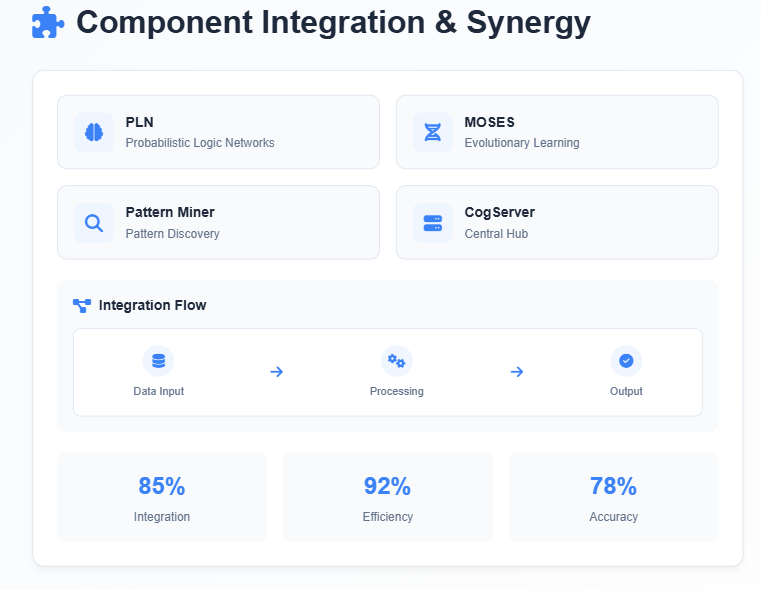 Component Integration & Synergy
PLN
Probabilistic Logic Networks
MOSES
Evolutionary Learning
Pattern Miner
Pattern Discovery
CogServer
Central Hub
Integration Flow
Data Input
Processing
Output
85%
Integration
92%
Efficiency
78%
Accuracy